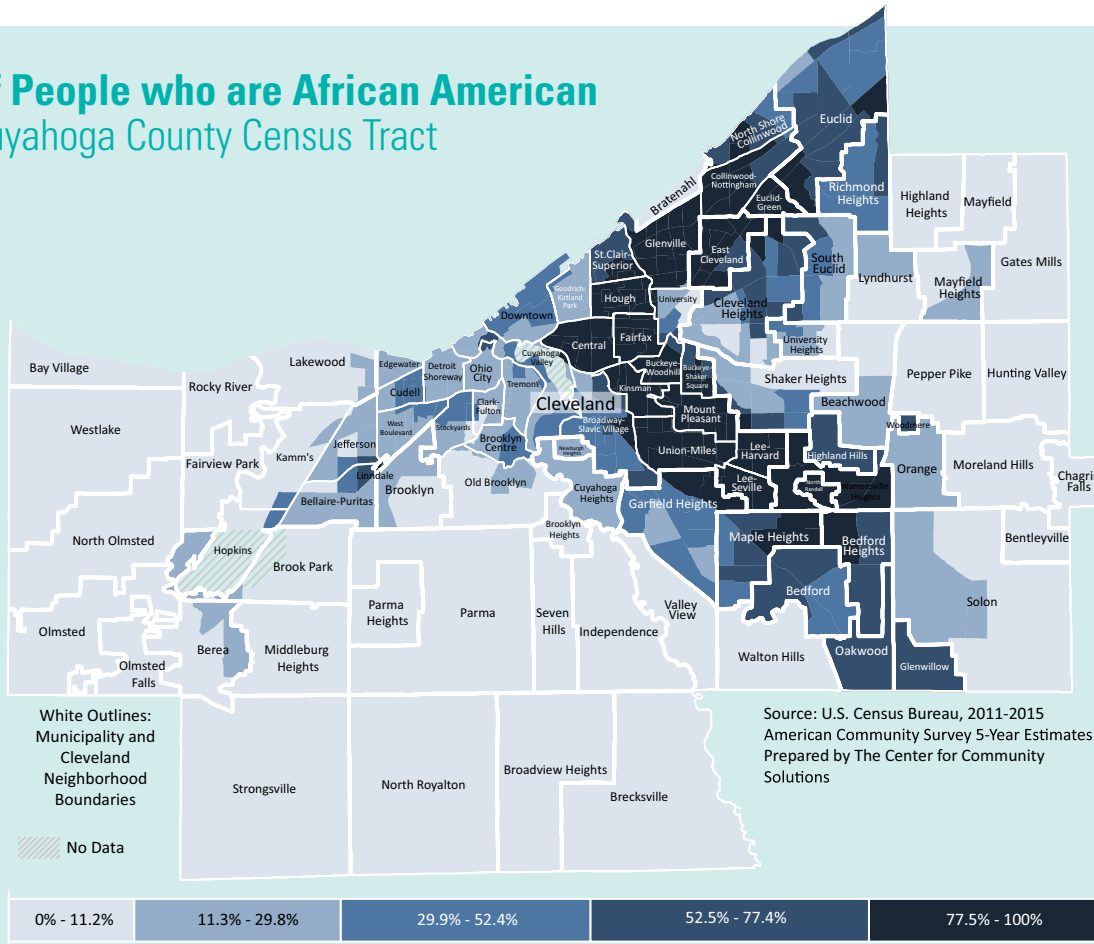 f People who are African American
uyahoga County Census Tract
Euclid
North Shore
Collinwood
Collinwood-
Nottingham
Euclid-
Green
Richmond
Heights
Highland
Heights
Mayfield
Bratenahl
Glenville
East
Cleveland
St.Clair-
Superior
South
Euclid
Lyndhurst
Gates Mills
Mayfield
Heights
Goodrich-
Kirtland
Park
Hough
University
Cleveland
Heights
Downtown
Central
Fairfax
University
Heights
Bay Village
Lakewood
Rocky River
Edgewater
Detroit
Shoreway
Ohio
City
Cuyahoga
Valley
Tremont
Buckeye-
Woodhill
Buckeye-
Shaker
Square
Shaker Heights
Pepper Pike
Hunting Valley
Cudell
Kinsman
Beachwood
Clark-
Fulton
Cleveland
Mount
Pleasant
Westlake
West
Boulevard
Stockyards
Broadway-
Slavic Village
Woodmere
Jefferson
Brooklyn
Centre
Newburgh
Heights
Union-Miles
Lee-
Harvard
Highland Hills
Fairview Park
Kamm's
Linndale
Orange
Moreland Hills
Chagri
Falls
Bellaire-Puritas
Brooklyn
Old Brooklyn
Cuyahoga
Heights
Lee-
Seville
North
Randall
Warrensville
Heights
Garfield Heights
Brooklyn
Heights
Maple Heights
Bedford
Heights
Bentleyville
North Olmsted
Hopkins
Brook Park
Bedford
Solon
Parma
Heights
Parma
Seven
Hills
Independence
Valley
View
Olmsted
Berea
Middleburg
Heights
Olmsted
Falls
Walton Hills
Oakwood
Glenwillow
White Outlines:
Municipality and
Cleveland
Neighborhood
Boundaries
No Data
Strongsville
North Royalton
Broadview Heights
Brecksville
Source: U.S. Census Bureau, 2011-2015
American Community Survey 5-Year Estimates
Prepared by The Center for Community
Solutions
0% - 11.2%
11.3% - 29.8%
29.9% - 52.4%
52.5% - 77.4%
77.5% - 100%